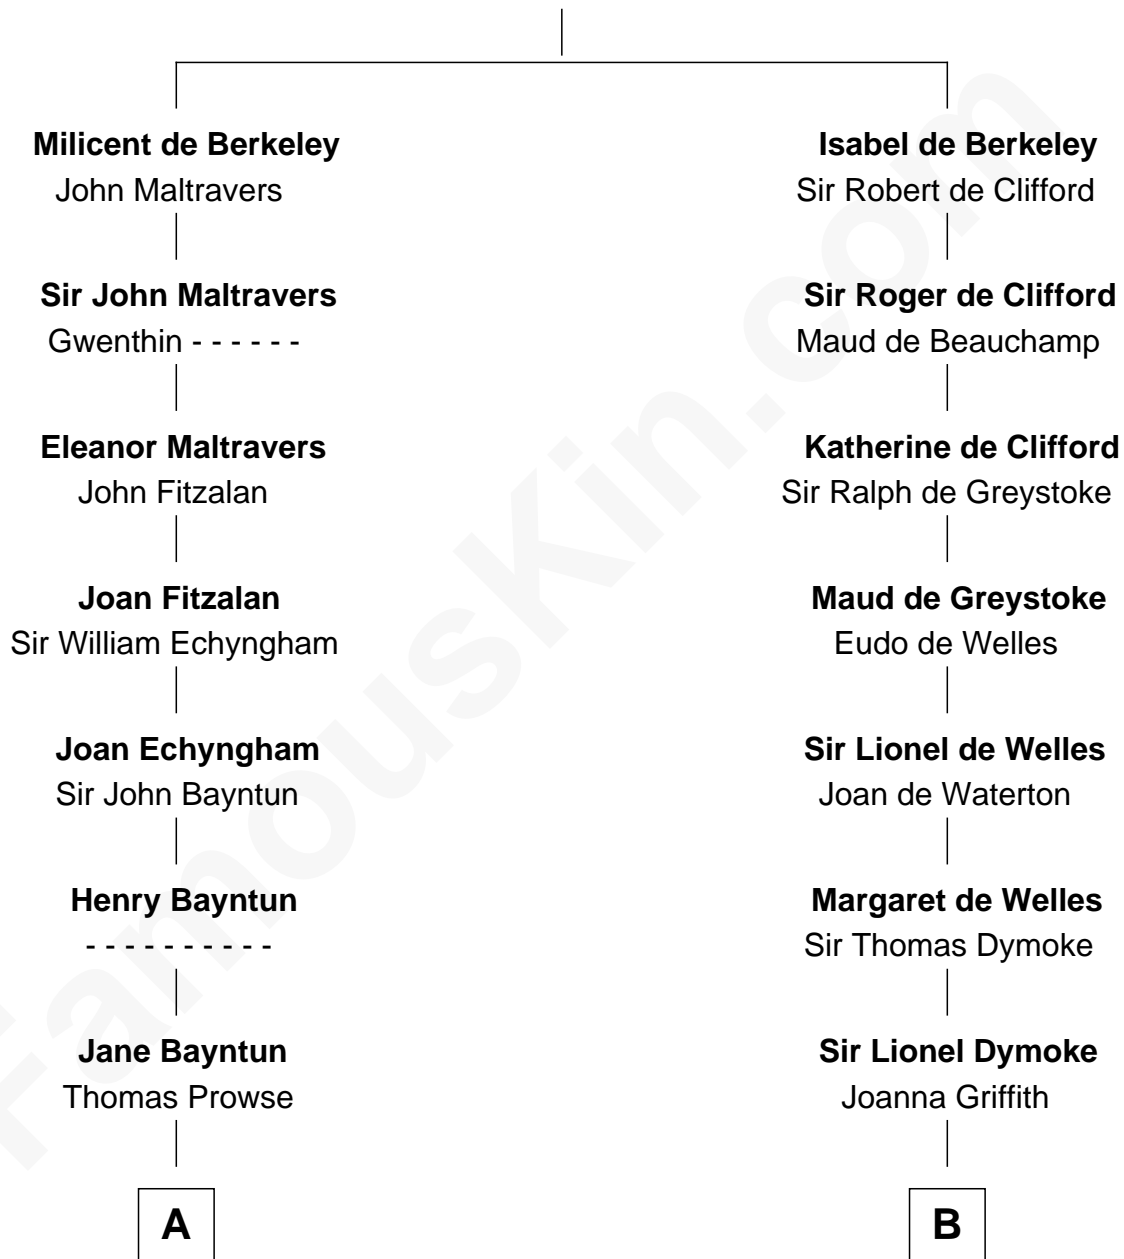 Milicent de Berkeley
John Maltravers
Sir John Maltravers
Gwenthin - - - - - -
Eleanor Maltravers
John Fitzalan
Joan Fitzalan
Sir William Echyngham
Joan Echyngham
Sir John Bayntun
Henry Bayntun
- - - - - - - - - -
Jane Bayntun
Thomas Prowse
A
Isabel de Berkeley
Sir Robert de Clifford
Sir Roger de Clifford
Maud de Beauchamp
Katherine de Clifford
Sir Ralph de Greystoke
Maud de Greystoke
Eudo de Welles
Sir Lionel de Welles
Joan de Waterton
Margaret de Welles
Sir Thomas Dymoke
Sir Lionel Dymoke
Joanna Griffith
B
FamousKin.com